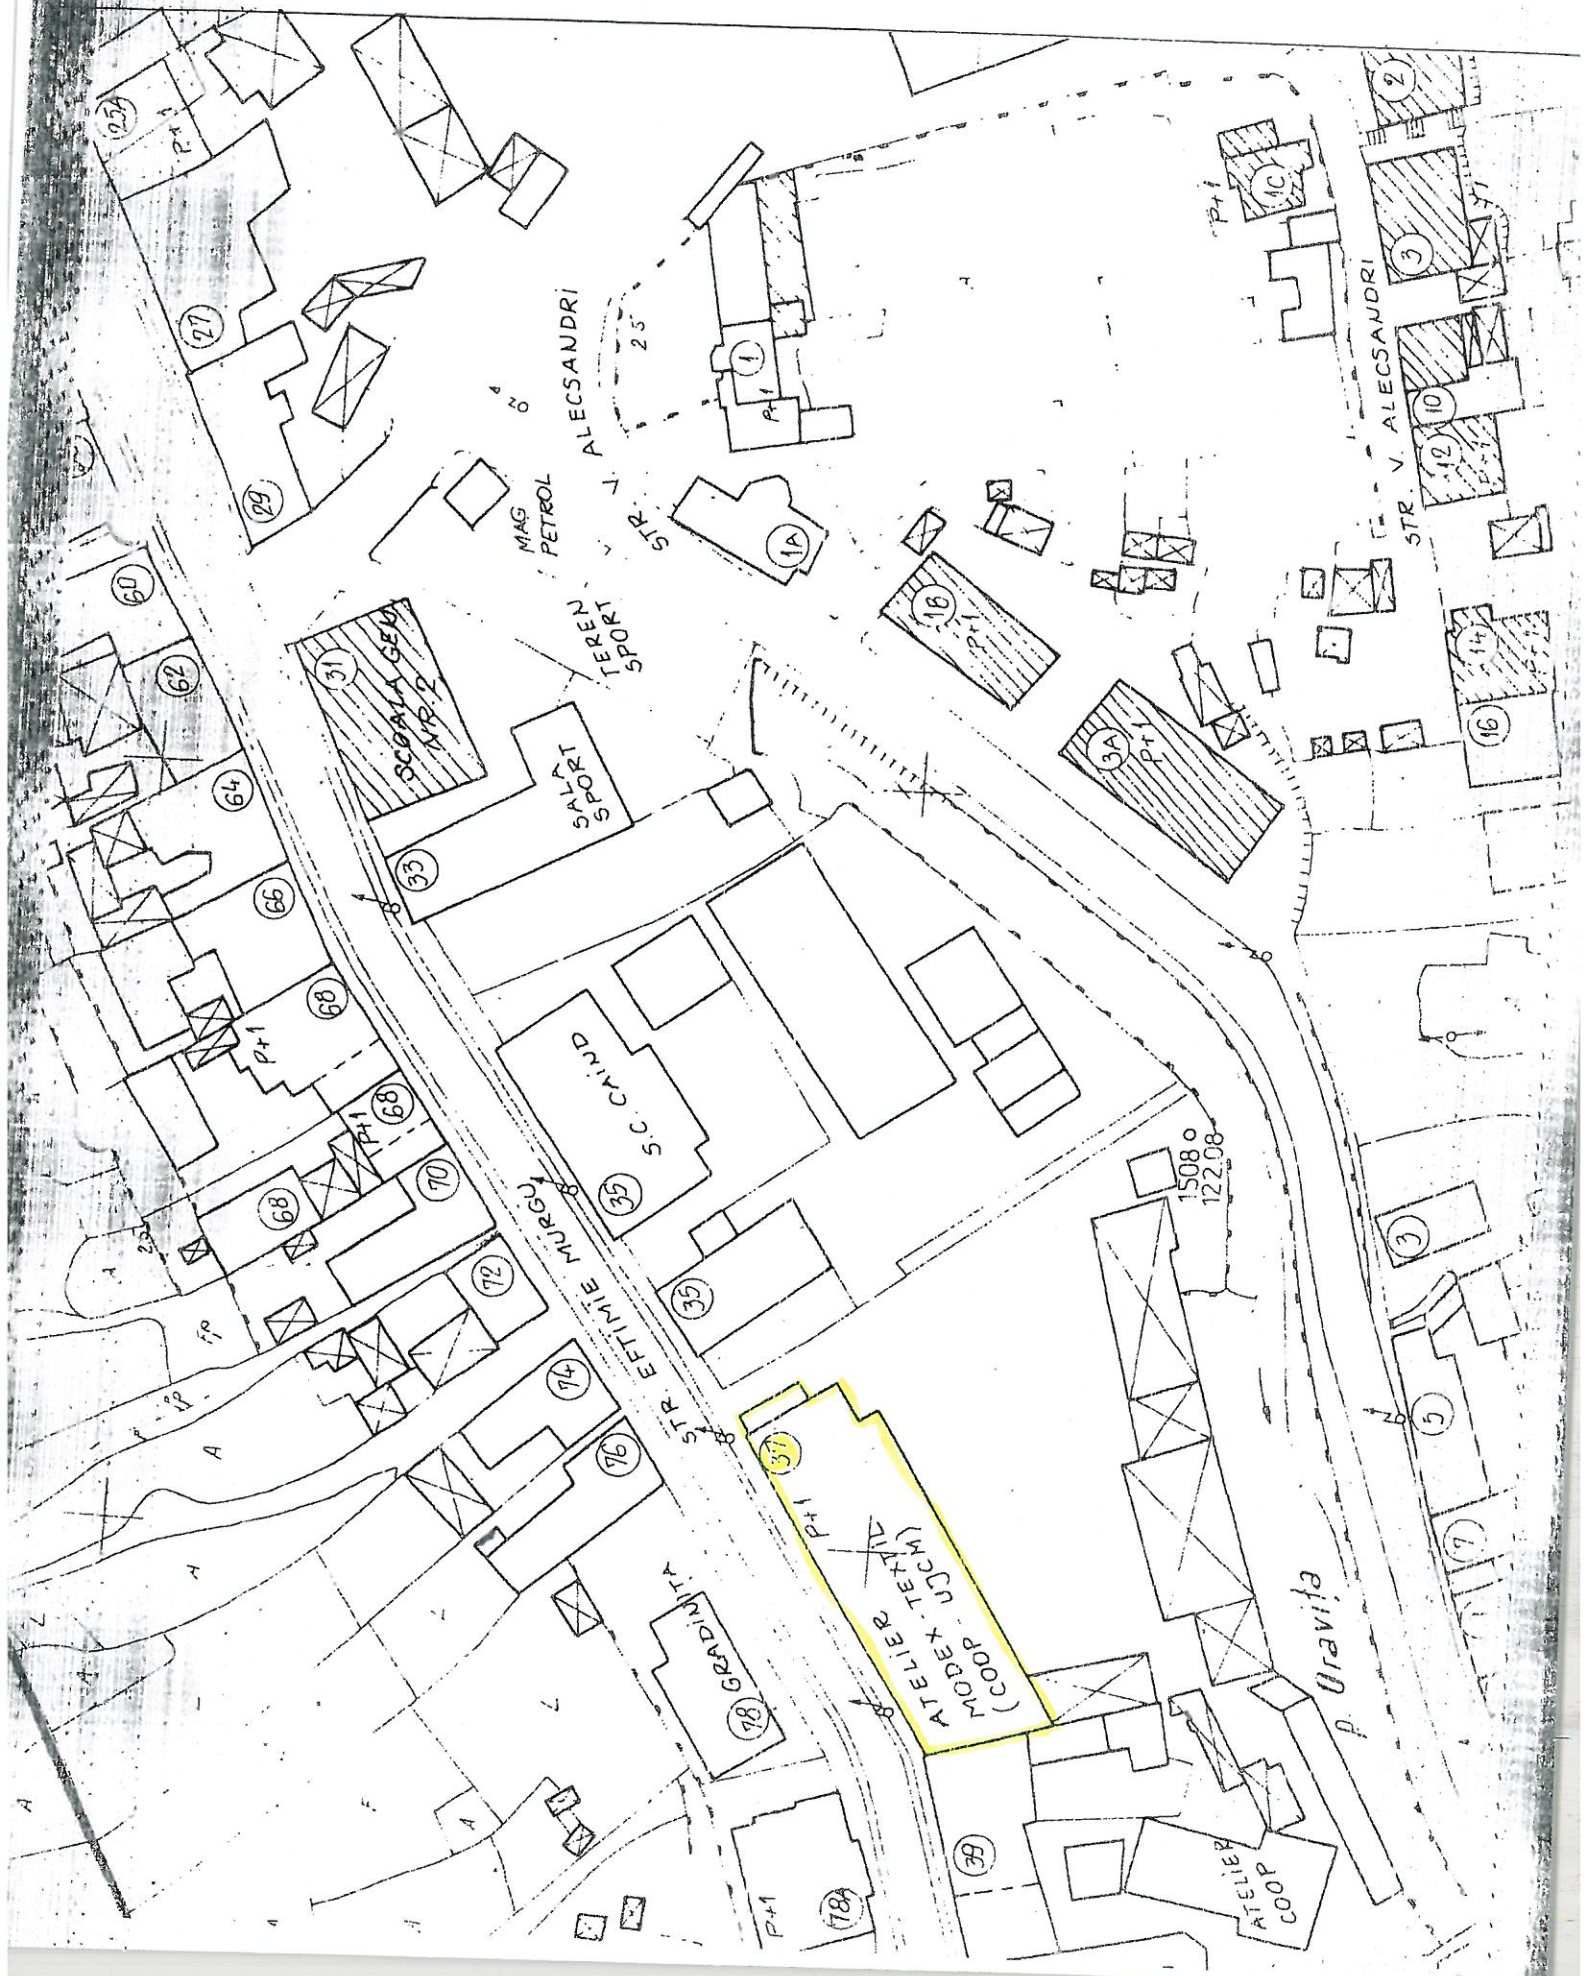 25A
P+1
27
29
60
62
64
66
68
P+1
68
P+1
68
70
72
74
76
78
GRADINITA
78A
P+1
31
SCOALA GEN
NR. 2
33
SALA
SPORT
TEREN
SPORT
MAG
PETROL
STR.
V
ALECSANDRI
25
1
P+1
1A
1B
P+1
3A
P+1
1C
P+1
2
3
10
12
14
16
STR. V. ALECSANDRI
35
S.C. CAIND
35
STR. EFTIMIE MURGU
37
P+1
ATELIER
MODEX-TEXTIL
(COOP - UJCM)
39
ATELIER
COOP
1508
122.08
3
5
7
P. Oravița